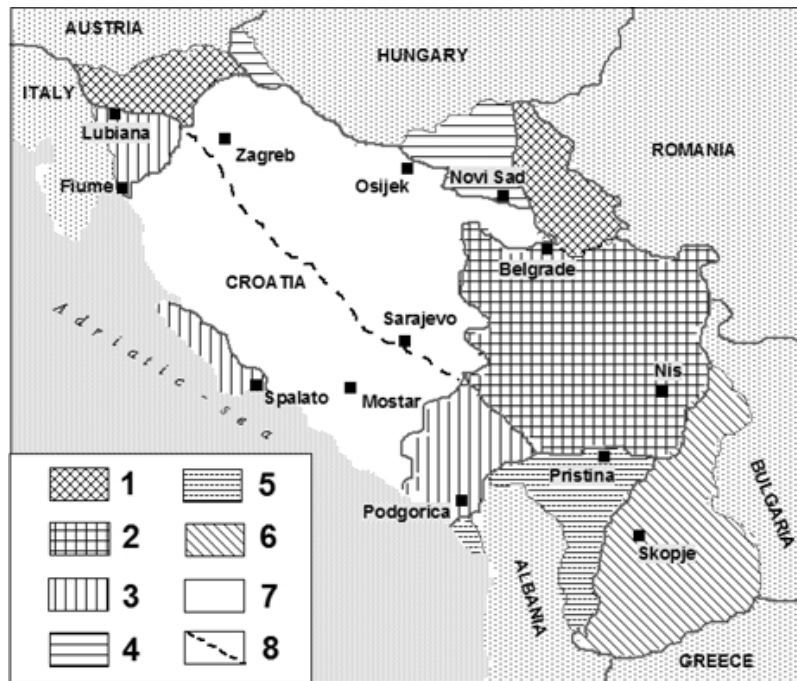 AUSTRIA
HUNGARY
ITALY
Lubiana
Zagreb
ROMANIA
Osijek
Novi Sad
Fiume
Belgrade
CROATIA
Adriatic - sea
Sarajevo
Nis
Spalato
Mostar
Pristina
BULGARIA
Podgorica
Skopje
ALBANIA
GREECE
1
5
2
6
3
7
4
8